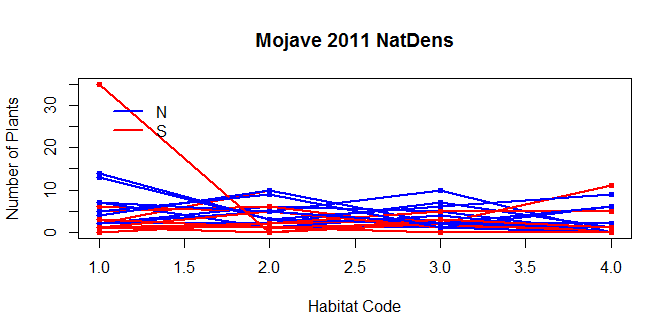 Mojave 2011 NatDens
Number of Plants
30
20
10
0
N
S
1.0 1.5 2.0 2.5 3.0 3.5 4.0
Habitat Code